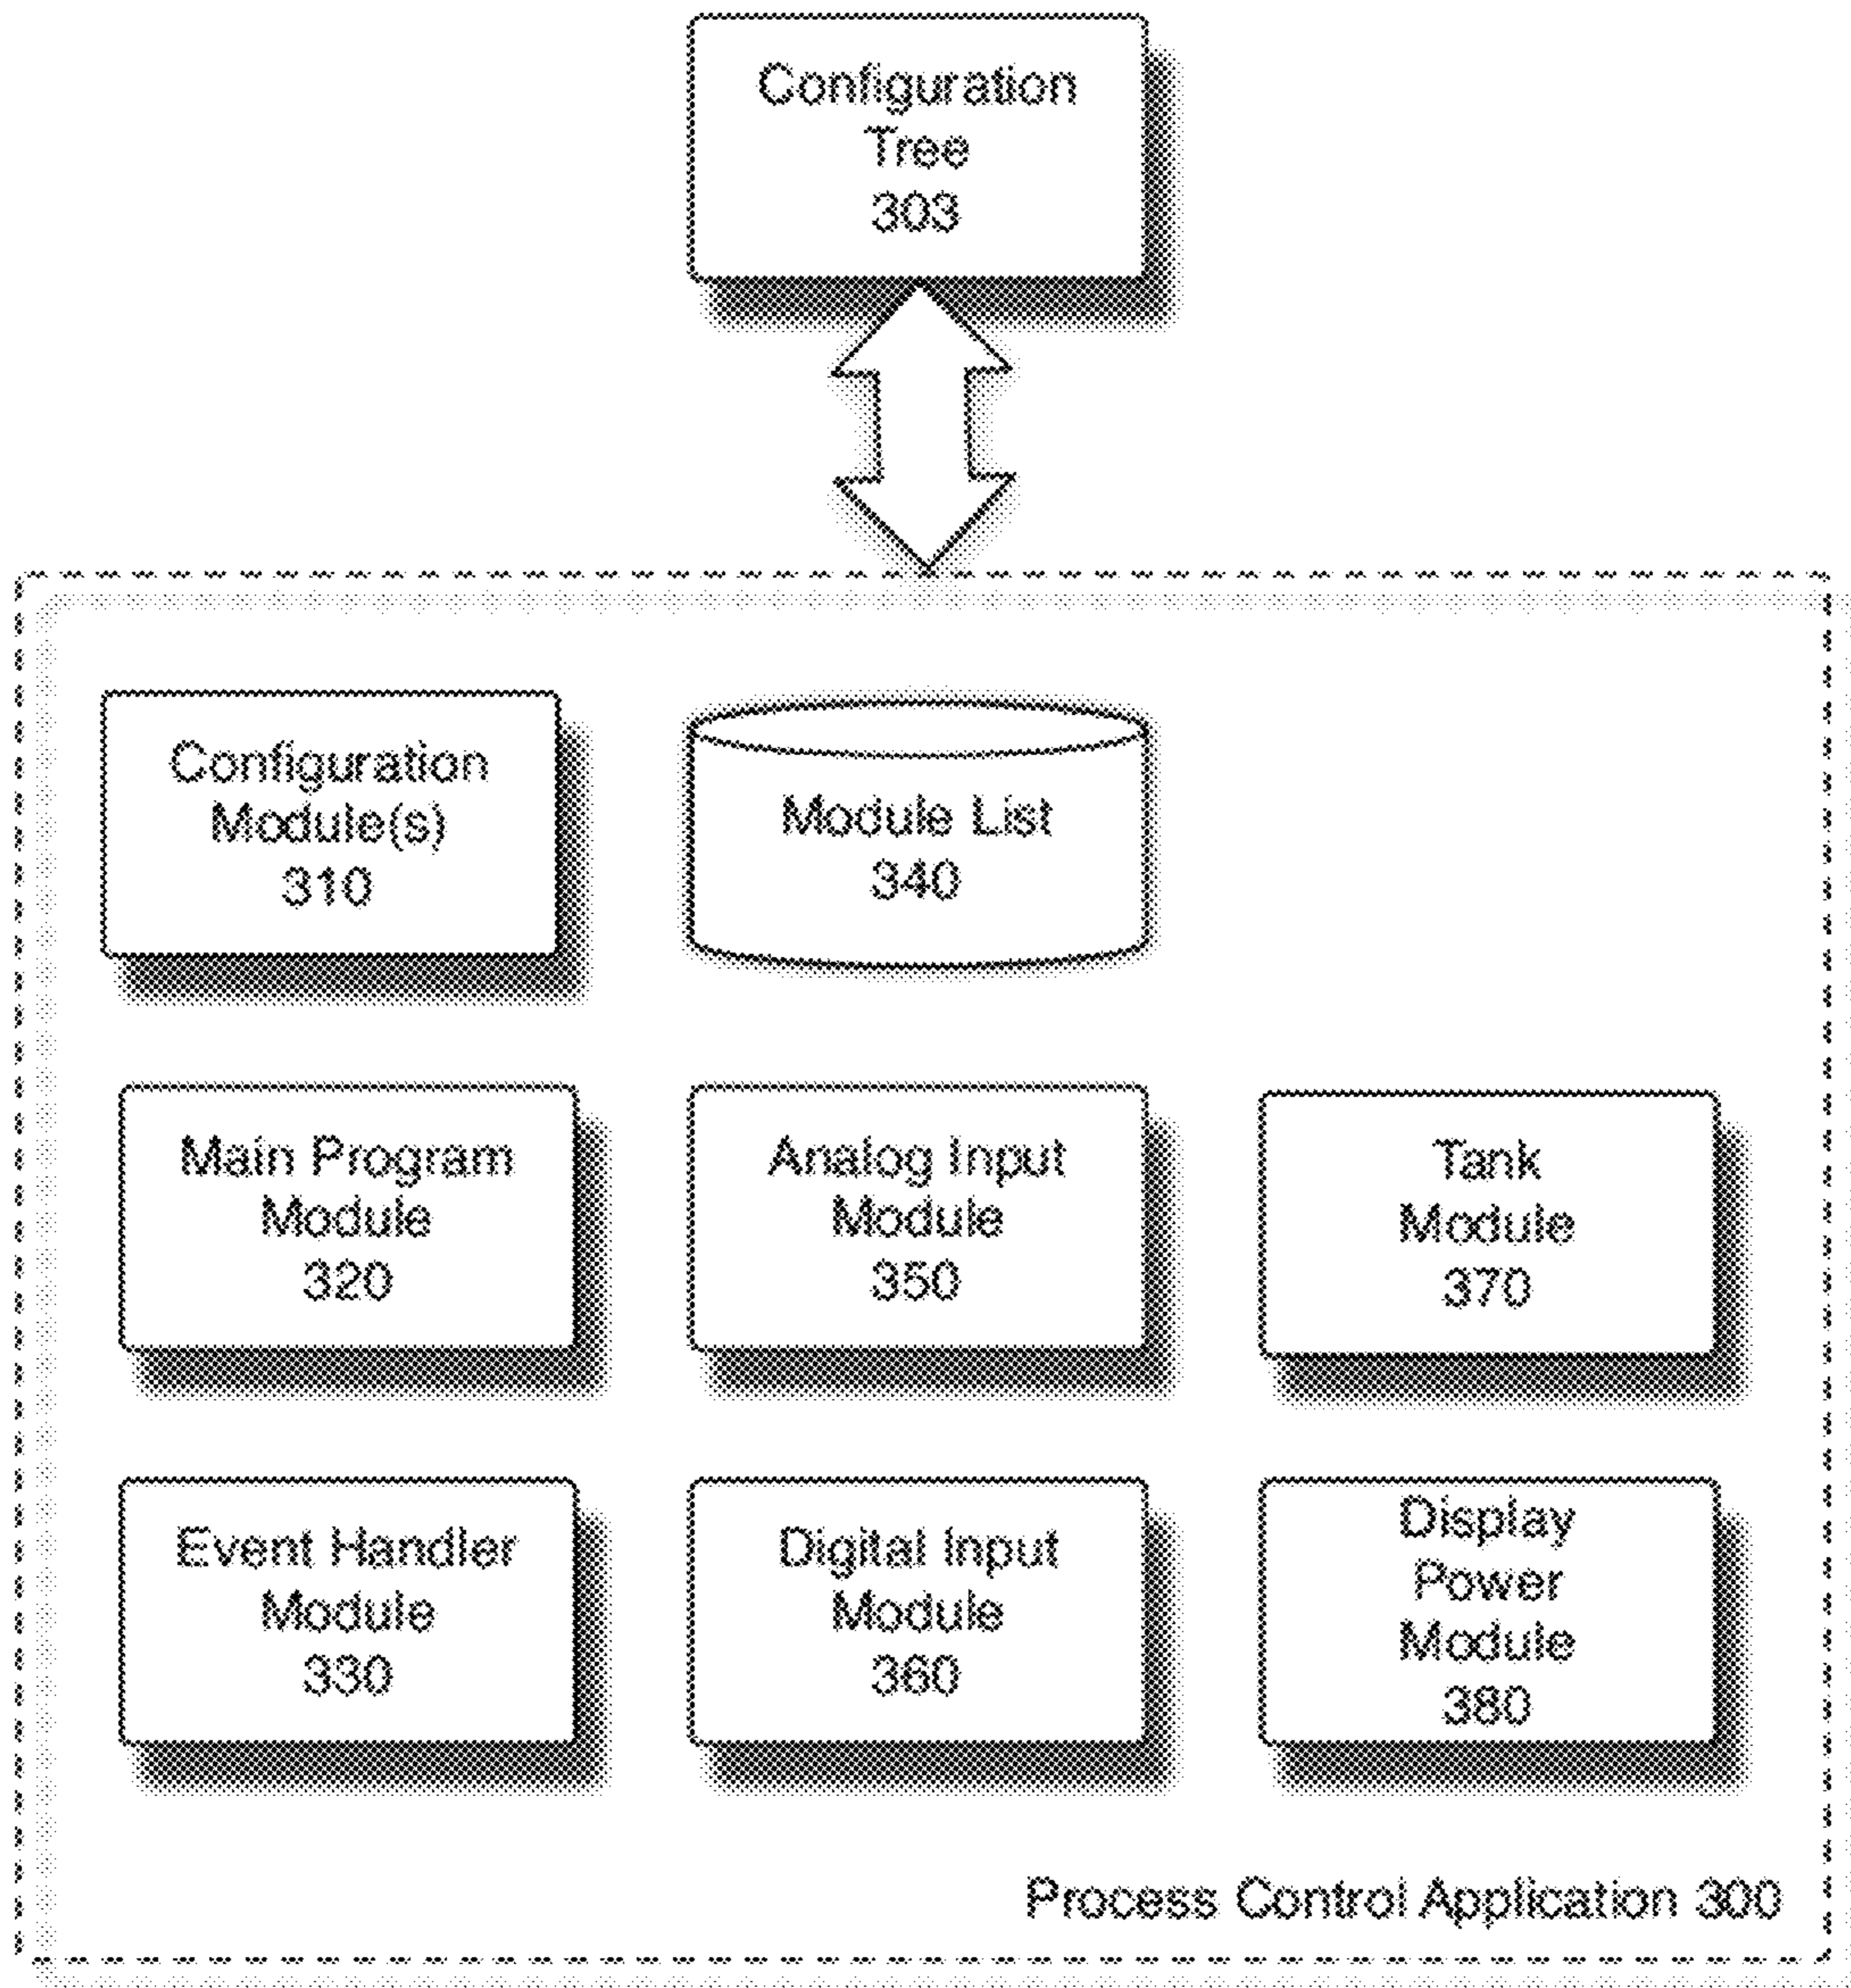 Configuration
Tree
303
Configuration
Module(s)
310
Module List
340
Main Program
Module
320
Analog Input
Module
350
Tank
Module
370
Event Handler
Module
330
Digital Input
Module
360
Display
Power
Module
380
Process Control Application 300